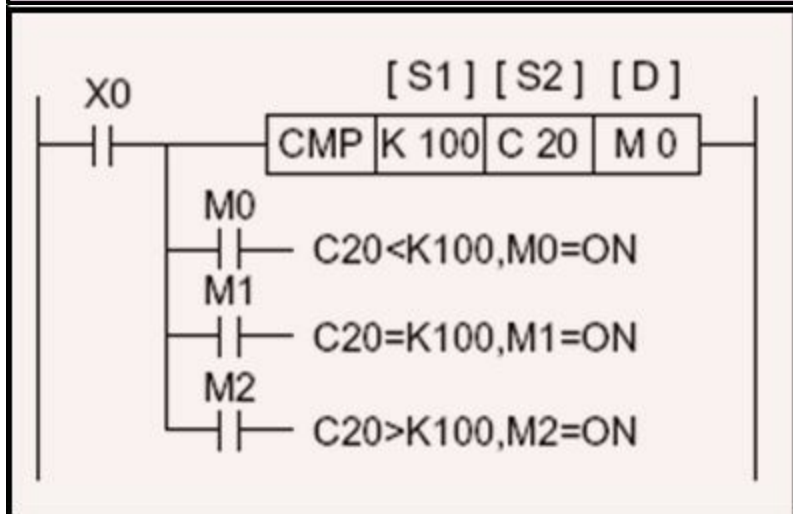 [ S1 ] [ S2 ] [ D ]
X0
CMP K 100 C 20 M 0
M0
C20<K100,M0=ON
M1
C20=K100,M1=ON
M2
C20>K100,M2=ON